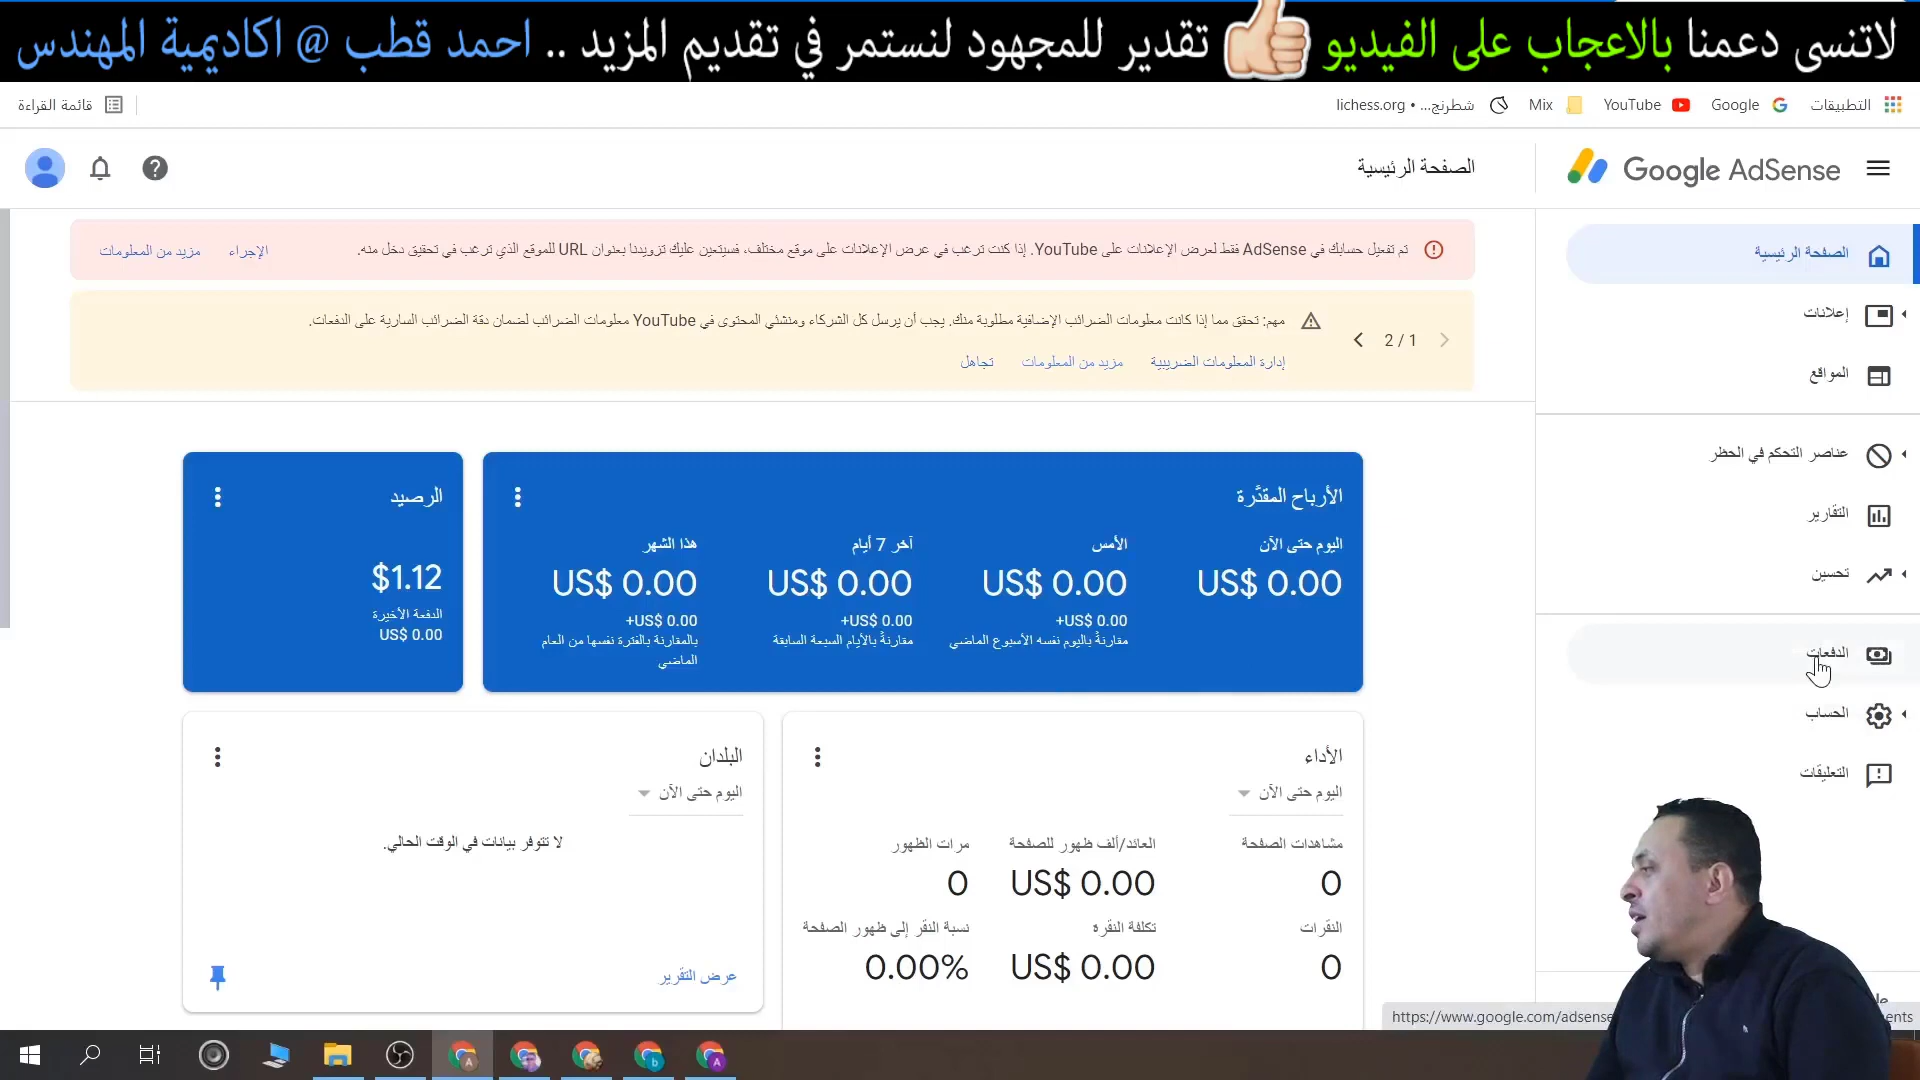 لاتنسى دعمنا بالاعجاب على الفيديو تقدير للمجهود لنستمر في تقديم المزيد .. احمد قطب @ اكاديمية المهندس
التطبيقات Google YouTube Mix شطرنج... • lichess.org قائمة القراءة
Google AdSense
الصفحة الرئيسية
الصفحة الرئيسية
إعلانات
المواقع
عناصر التحكم في الحظر
التقارير
تحسين
الدفعات
الحساب
التعليقات
تم تفعيل حسابك في AdSense فقط لعرض الإعلانات على YouTube. إذا كنت ترغب في عرض الإعلانات على موقع مختلف، فسيتعين عليك تزويدنا بعنوان URL للموقع الذي ترغب في تحقيق دخل منه.
الإجراء مزيد من المعلومات
2 / 1
مهم: تحقق مما إذا كانت معلومات الضرائب الإضافية مطلوبة منك. يجب أن يرسل كل الشركاء ومنشئي المحتوى في YouTube معلومات الضرائب لضمان دقة الضرائب السارية على الدفعات.
إدارة المعلومات الضريبية مزيد من المعلومات تجاهل
الأرباح المقدَّرة
اليوم حتى الآن
US$ 0.00
الأمس
US$ 0.00
+US$ 0.00
مقارنةً باليوم نفسه الأسبوع الماضي
آخر 7 أيام
US$ 0.00
+US$ 0.00
مقارنةً بالأيام السبعة السابقة
هذا الشهر
US$ 0.00
+US$ 0.00
بالمقارنة بالفترة نفسها من العام
الماضي
الرصيد
$1.12
الدفعة الأخيرة
US$ 0.00
الأداء
اليوم حتى الآن
مشاهدات الصفحة العائد/ألف ظهور للصفحة مرات الظهور
0 US$ 0.00 0
النقرات تكلفة النقرة نسبة النقر إلى ظهور الصفحة
0 US$ 0.00 0.00%
البلدان
اليوم حتى الآن
لا تتوفر بيانات في الوقت الحالي.
عرض التقرير